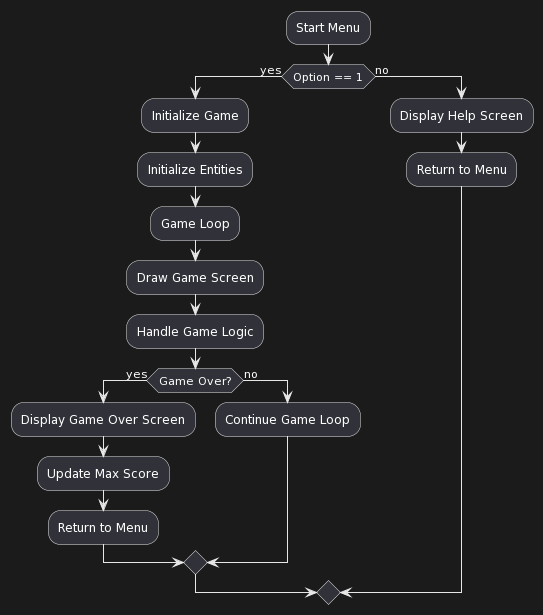 Start Menu
yes
Option == 1
no
Initialize Game
Display Help Screen
Initialize Entities
Return to Menu
Game Loop
Draw Game Screen
Handle Game Logic
yes
Game Over?
no
Display Game Over Screen
Continue Game Loop
Update Max Score
Return to Menu